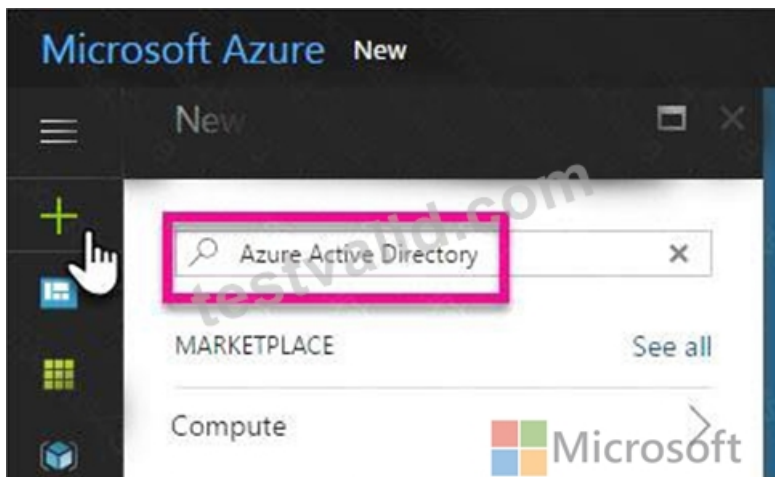 Microsoft Azure New
New
Azure Active Directory
testvalid.com
MARKETPLACE See all
Compute
Microsoft